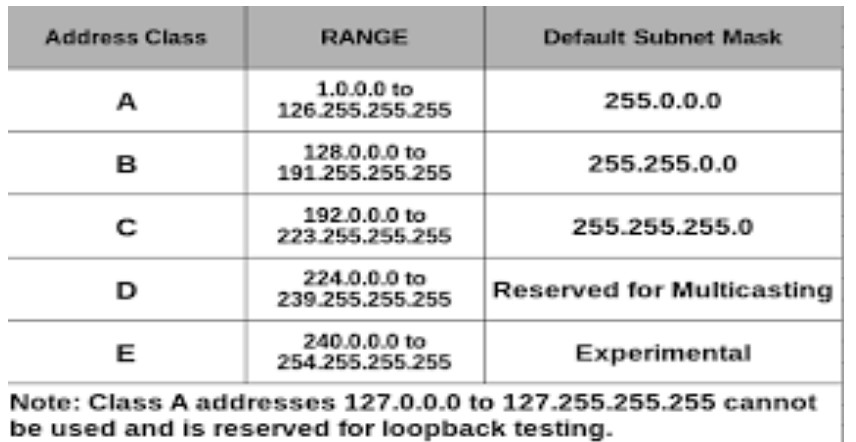 Address Class RANGE Default Subnet Mask
A 1.0.0.0 to 126.255.255.255 255.0.0.0
B 128.0.0.0 to 191.255.255.255 255.255.0.0
C 192.0.0.0 to 223.255.255.255 255.255.255.0
D 224.0.0.0 to 239.255.255.255 Reserved for Multicasting
E 240.0.0.0 to 254.255.255.255 Experimental
Note: Class A addresses 127.0.0.0 to 127.255.255.255 cannot
be used and is reserved for loopback testing.